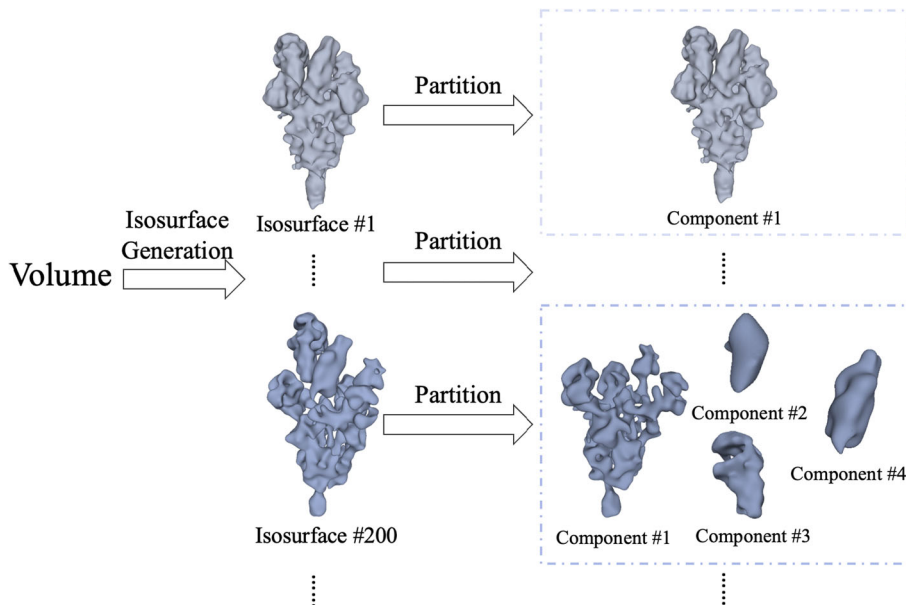 Partition
Isosurface #1
Component #1
Isosurface
Generation
Volume
Partition
Partition
Component #2
Component #4
Isosurface #200
Component #1
Component #3